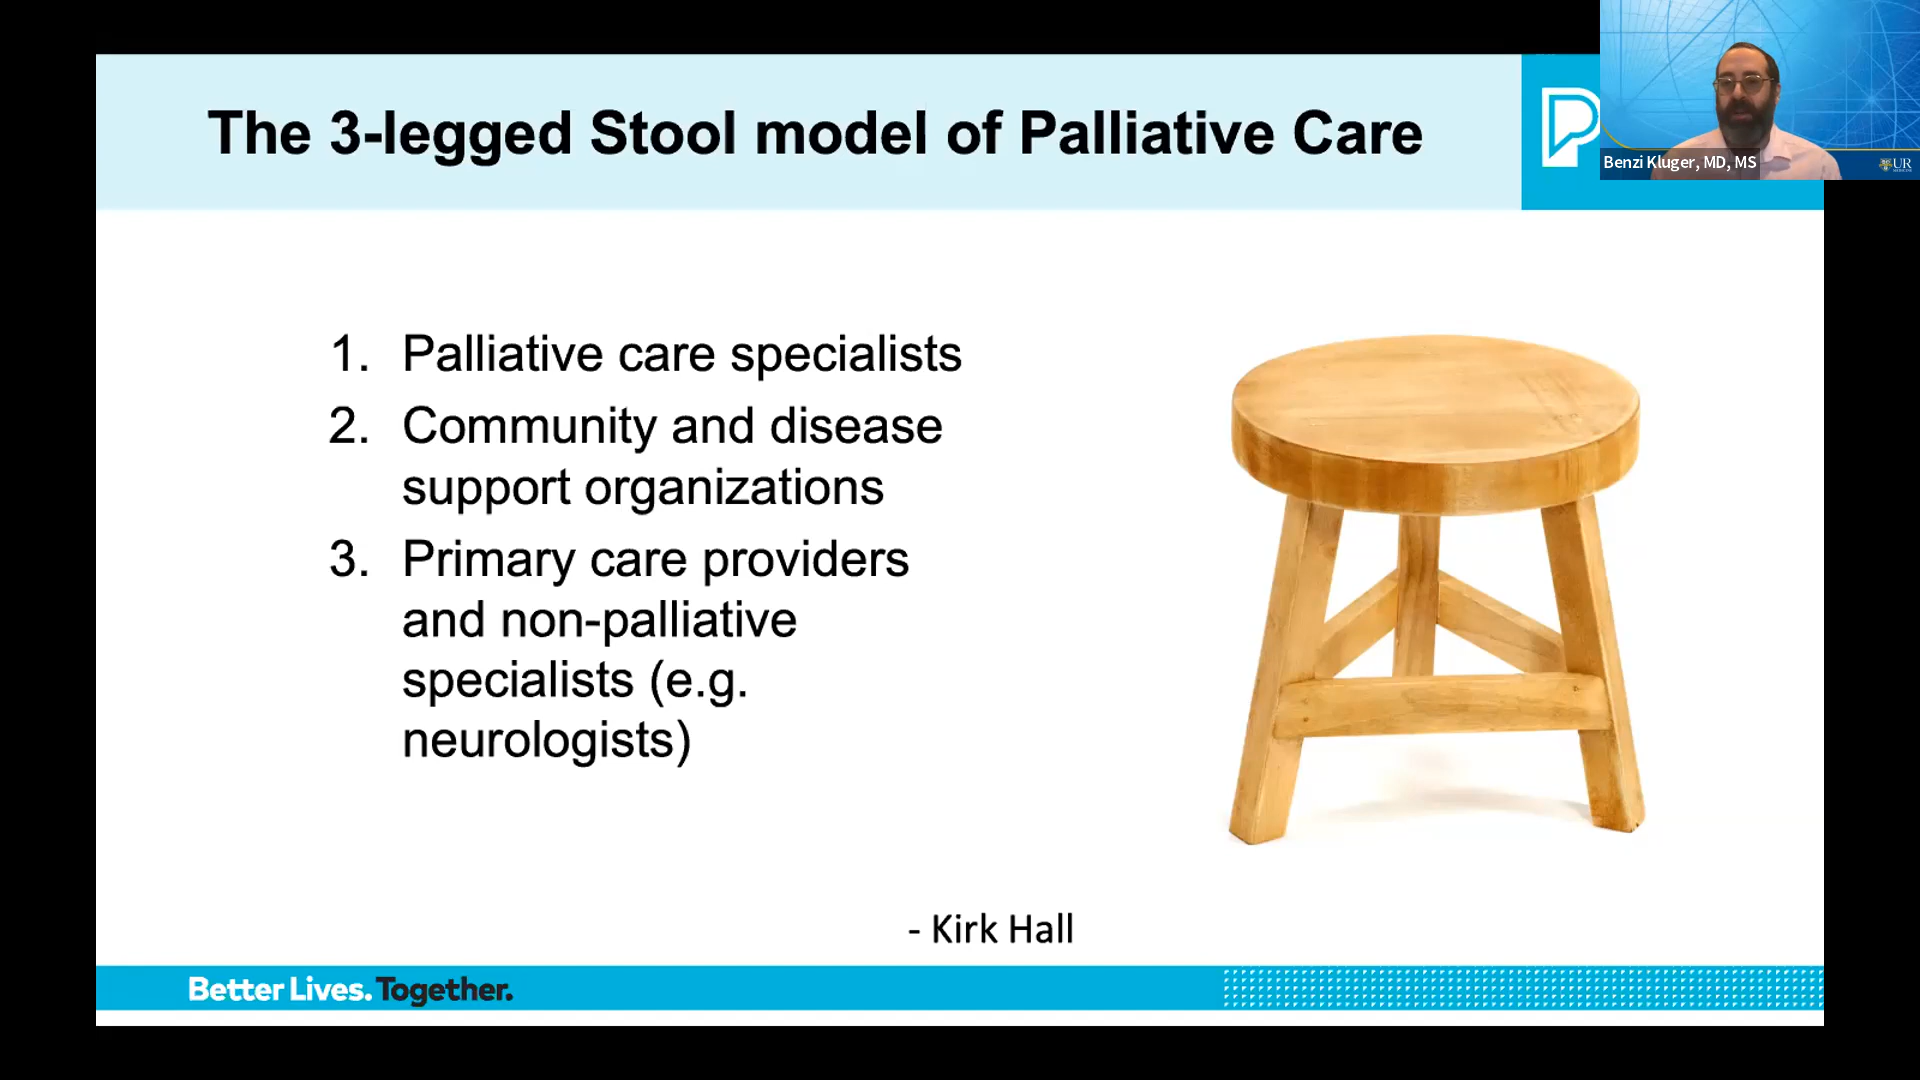 The 3-legged Stool model of Palliative Care
P
Benzi Kluger, MD, MS
UR
1. Palliative care specialists
2. Community and disease
support organizations
3. Primary care providers
and non-palliative
specialists (e.g.
neurologists)
- Kirk Hall
Better Lives. Together.